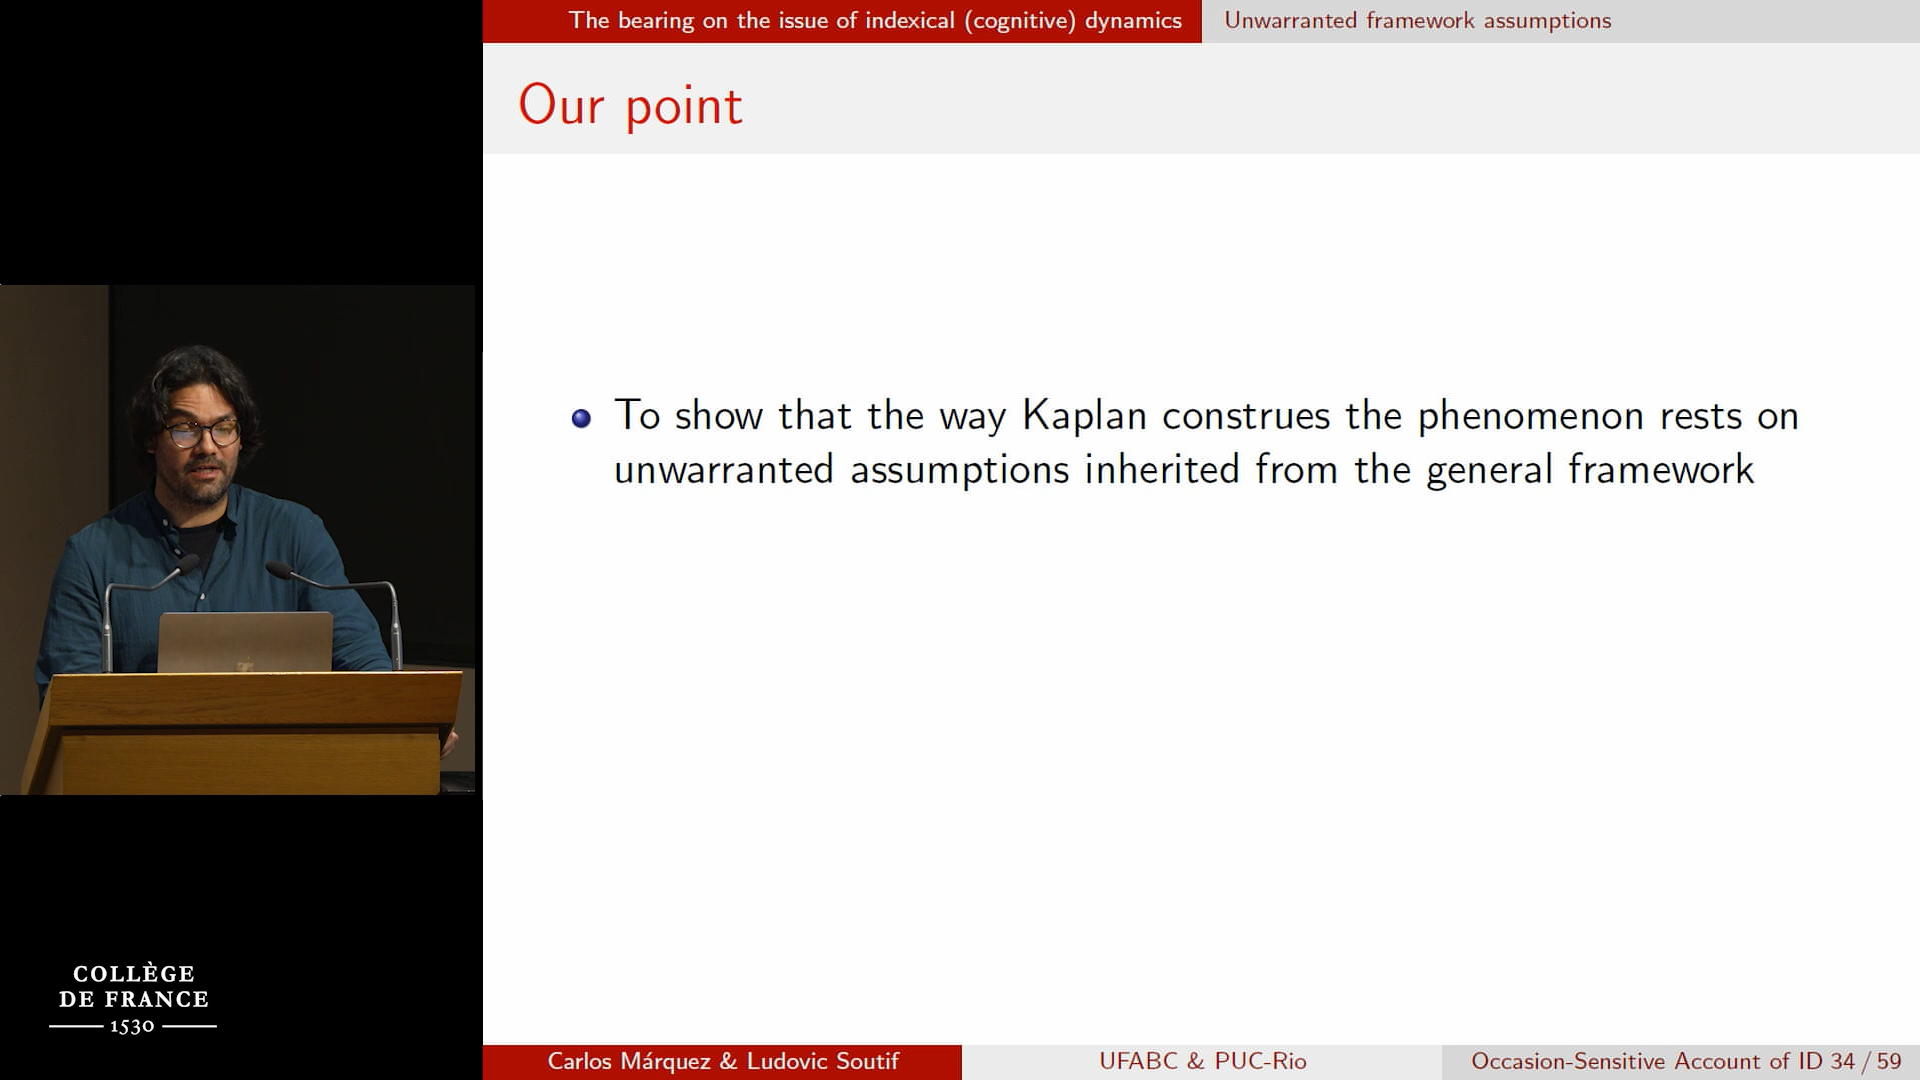 The bearing on the issue of indexical (cognitive) dynamics
Unwarranted framework assumptions
Our point
To show that the way Kaplan construes the phenomenon rests on
unwarranted assumptions inherited from the general framework
COLLÈGE
DE FRANCE
1530
Carlos Márquez & Ludovic Soutif
UFABC & PUC-Rio
Occasion-Sensitive Account of ID 34 / 59